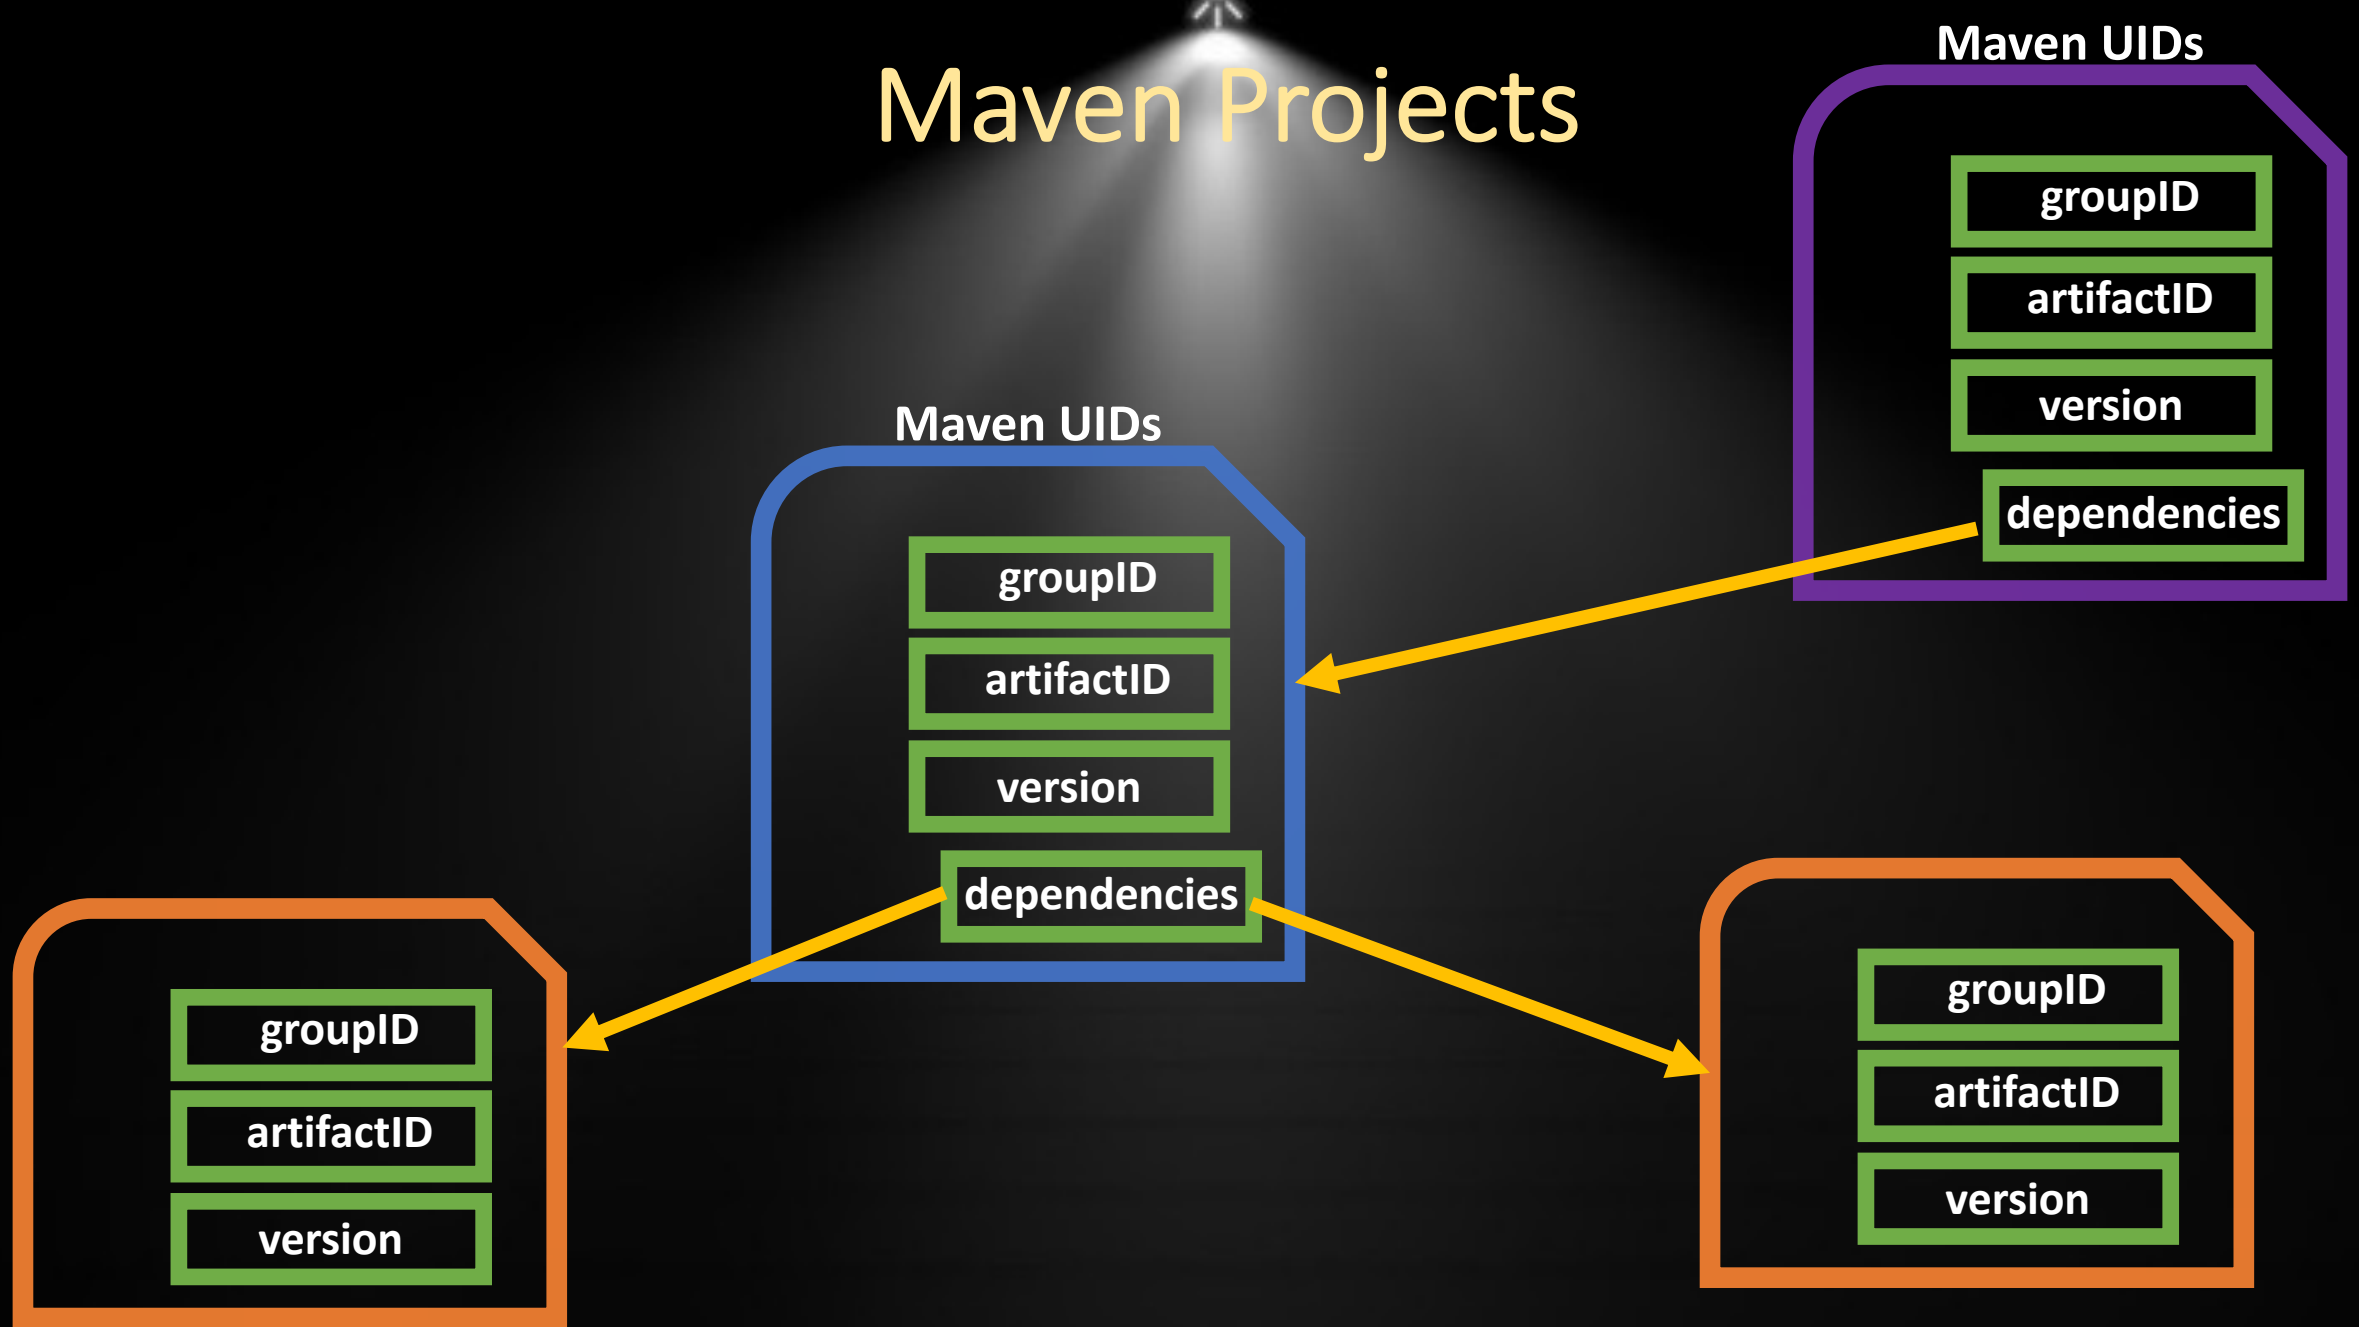 Maven Projects
Maven UIDs
groupID
artifactID
version
dependencies
Maven UIDs
groupID
artifactID
version
dependencies
groupID
artifactID
version
groupID
artifactID
version